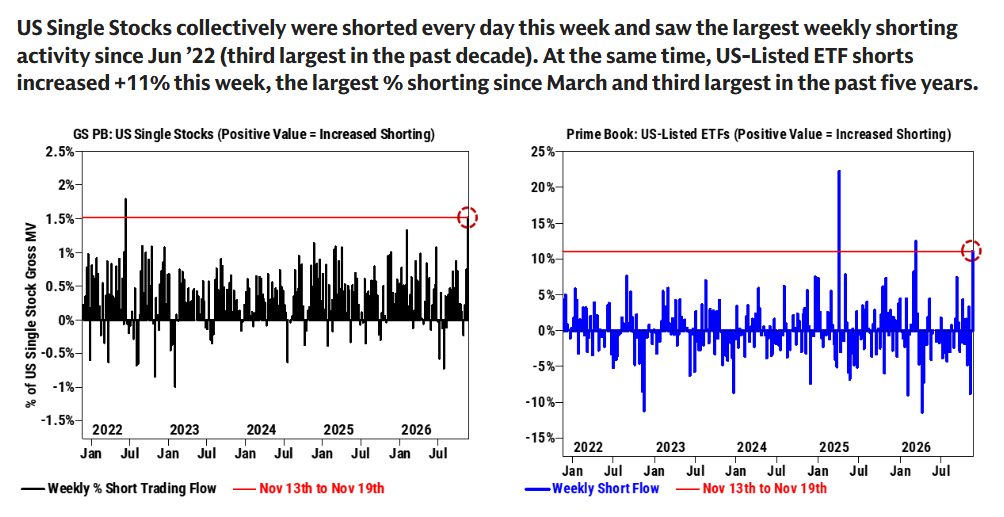 US Single Stocks collectively were shorted every day this week and saw the largest weekly shorting
activity since Jun ’22 (third largest in the past decade). At the same time, US-Listed ETF shorts
increased +11% this week, the largest % shorting since March and third largest in the past five years.
GS PB: US Single Stocks (Positive Value = Increased Shorting)
2.5%
2%
1.5%
1%
0.5%
0%
-0.5%
-1%
-1.5%
% of US Single Stock Gross MV
2022 2023 2024 2025 2026
Jan Jul Jan Jul Jan Jul Jan Jul Jan Jul
Weekly % Short Trading Flow Nov 13th to Nov 19th
Prime Book: US-Listed ETFs (Positive Value = Increased Shorting)
25%
20%
15%
10%
5%
0%
-5%
-10%
-15%
2022 2023 2024 2025 2026
Jan Jul Jan Jul Jan Jul Jan Jul Jan Jul
Weekly Short Flow Nov 13th to Nov 19th